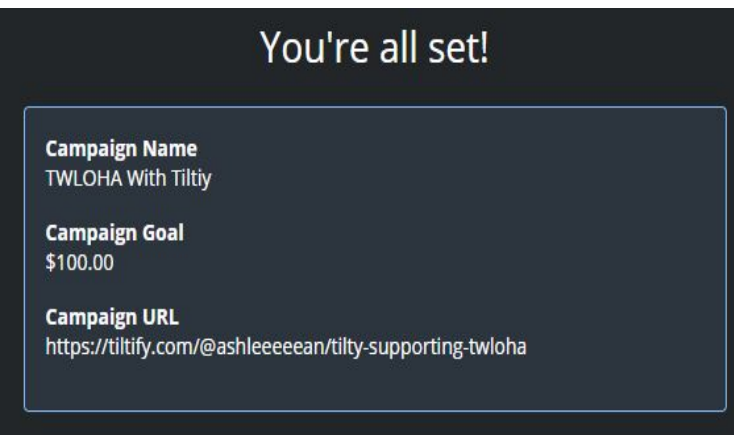 You're all set!
Campaign Name
TWLOHA With Tiltiy
Campaign Goal
$100.00
Campaign URL
https://tiltify.com/@ashleeeeean/tilty-supporting-twloha